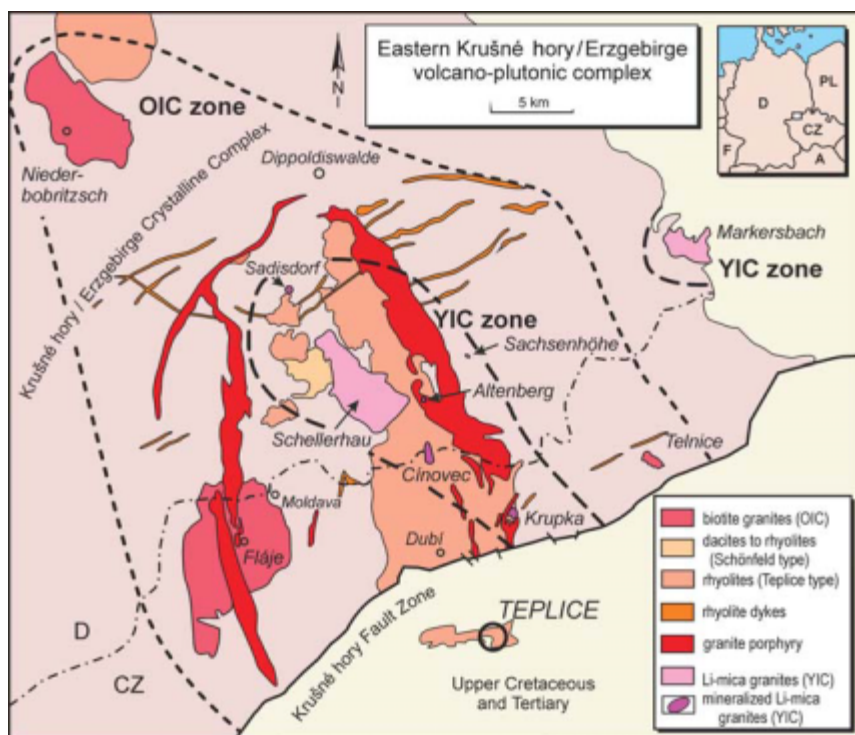 Eastern Krušné hory/Erzgebirge
volcano-plutonic complex
5 km
N
D
PL
CZ
F
A
OIC zone
Nieder-
bobritzsch
Krušné hory / Erzgebirge Crystalline Complex
Dippoldiswalde
Markersbach
YIC zone
Sadisdorf
YIC zone
Sachsenhöhe
Altenberg
Schellerhau
Telnice
Cínovec
Moldava
Krupka
Fláje
Dubí
D
CZ
Krušné hory Fault Zone
TEPLICE
Upper Cretaceous
and Tertiary
biotite granites (OIC)
dacites to rhyolites
(Schönfeld type)
rhyolites (Teplice type)
rhyolite dykes
granite porphyry
Li-mica granites (YIC)
mineralized Li-mica
granites (YIC)